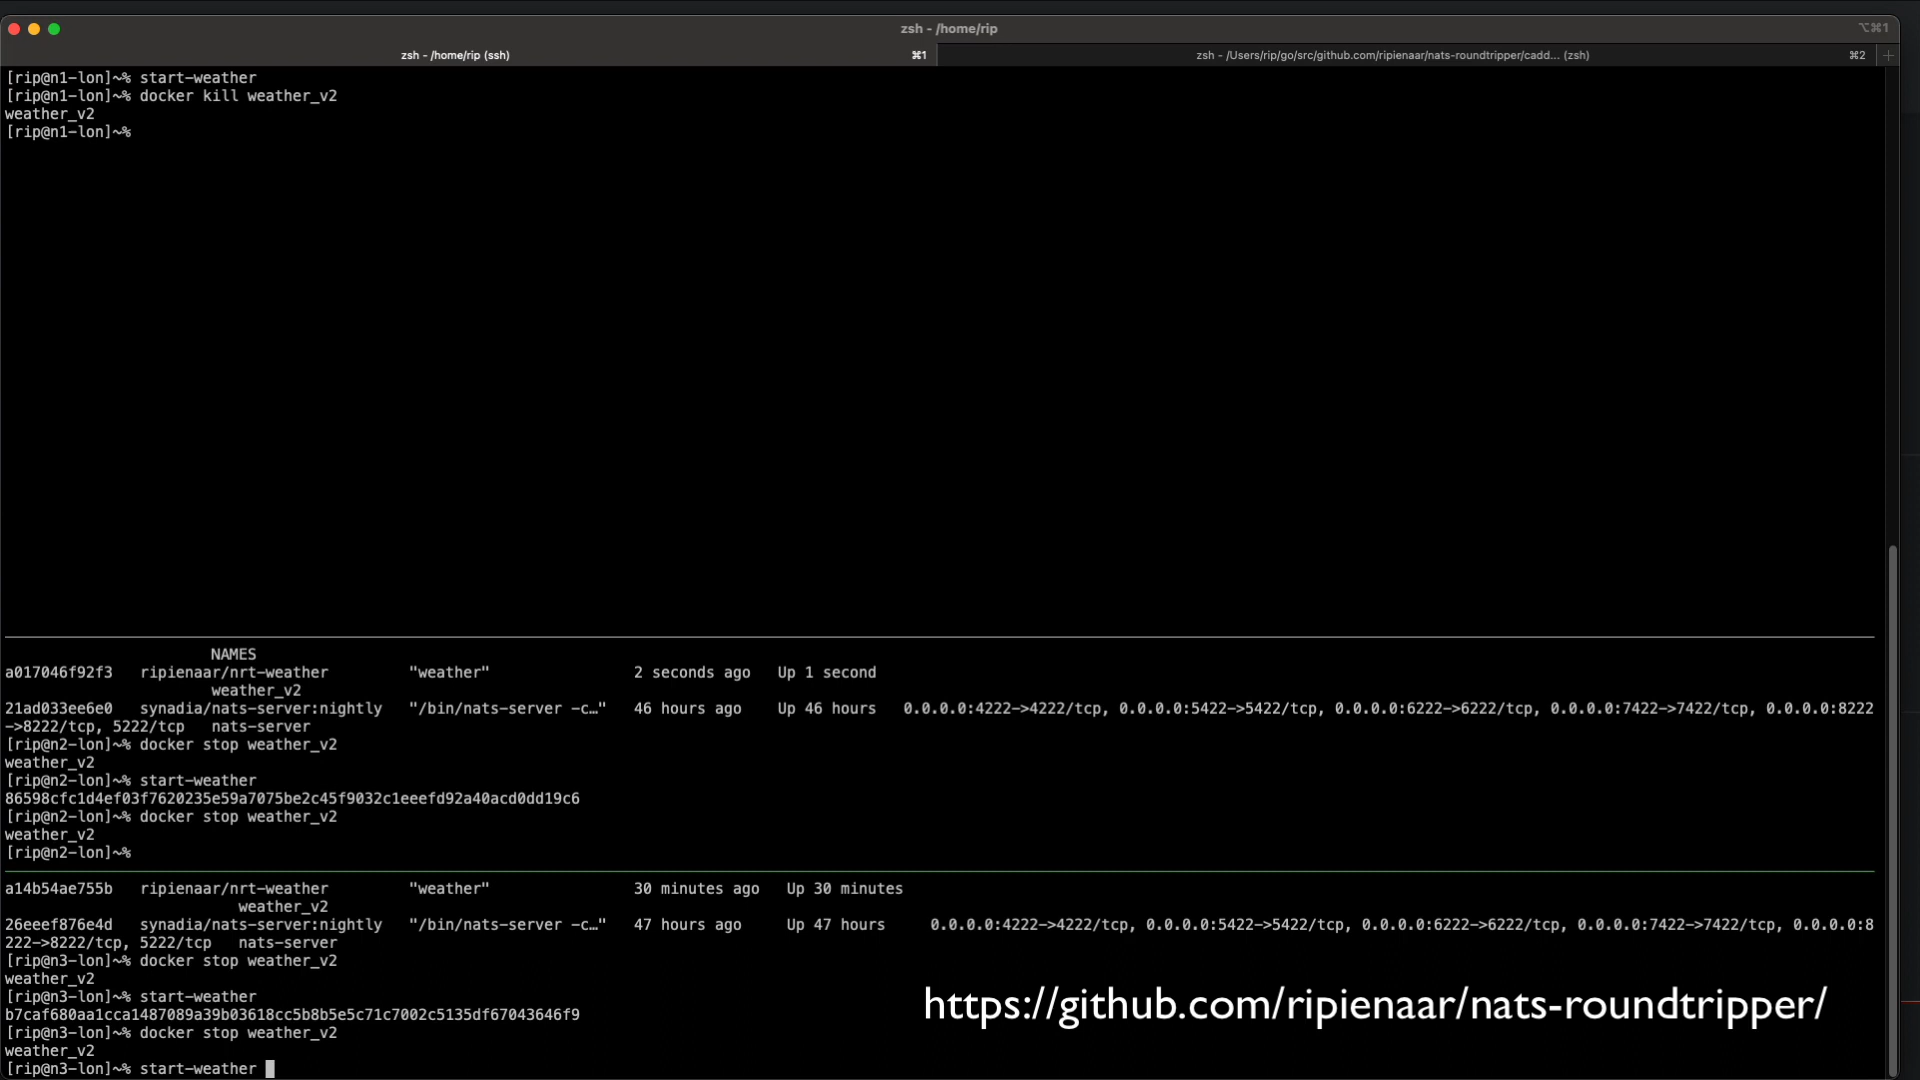 zsh - /home/rip
⌥⌘1
zsh - /home/rip (ssh)
⌘1
zsh - /Users/rip/go/src/github.com/ripienaar/nats-roundtripper/cadd... (zsh)
⌘2
+
[rip@n1-lon]~% start-weather
[rip@n1-lon]~% docker kill weather_v2
weather_v2
[rip@n1-lon]~%
NAMES
a017046f92f3 ripienaar/nrt-weather "weather" 2 seconds ago Up 1 second
weather_v2
21ad033ee6e0 synadia/nats-server:nightly "/bin/nats-server -c…" 46 hours ago Up 46 hours 0.0.0.0:4222->4222/tcp, 0.0.0.0:5422->5422/tcp, 0.0.0.0:6222->6222/tcp, 0.0.0.0:7422->7422/tcp, 0.0.0.0:8222
->8222/tcp, 5222/tcp nats-server
[rip@n2-lon]~% docker stop weather_v2
weather_v2
[rip@n2-lon]~% start-weather
86598cfc1d4ef03f7620235e59a7075be2c45f9032c1eeefd92a40acd0dd19c6
[rip@n2-lon]~% docker stop weather_v2
weather_v2
[rip@n2-lon]~%
a14b54ae755b ripienaar/nrt-weather "weather" 30 minutes ago Up 30 minutes
weather_v2
26eeef876e4d synadia/nats-server:nightly "/bin/nats-server -c…" 47 hours ago Up 47 hours 0.0.0.0:4222->4222/tcp, 0.0.0.0:5422->5422/tcp, 0.0.0.0:6222->6222/tcp, 0.0.0.0:7422->7422/tcp, 0.0.0.0:8
222->8222/tcp, 5222/tcp nats-server
[rip@n3-lon]~% docker stop weather_v2
weather_v2
[rip@n3-lon]~% start-weather
b7caf680aa1cca1487089a39b03618cc5b8b5e5c71c7002c5135df67043646f9
[rip@n3-lon]~% docker stop weather_v2
weather_v2
[rip@n3-lon]~% start-weather
https://github.com/ripienaar/nats-roundtripper/